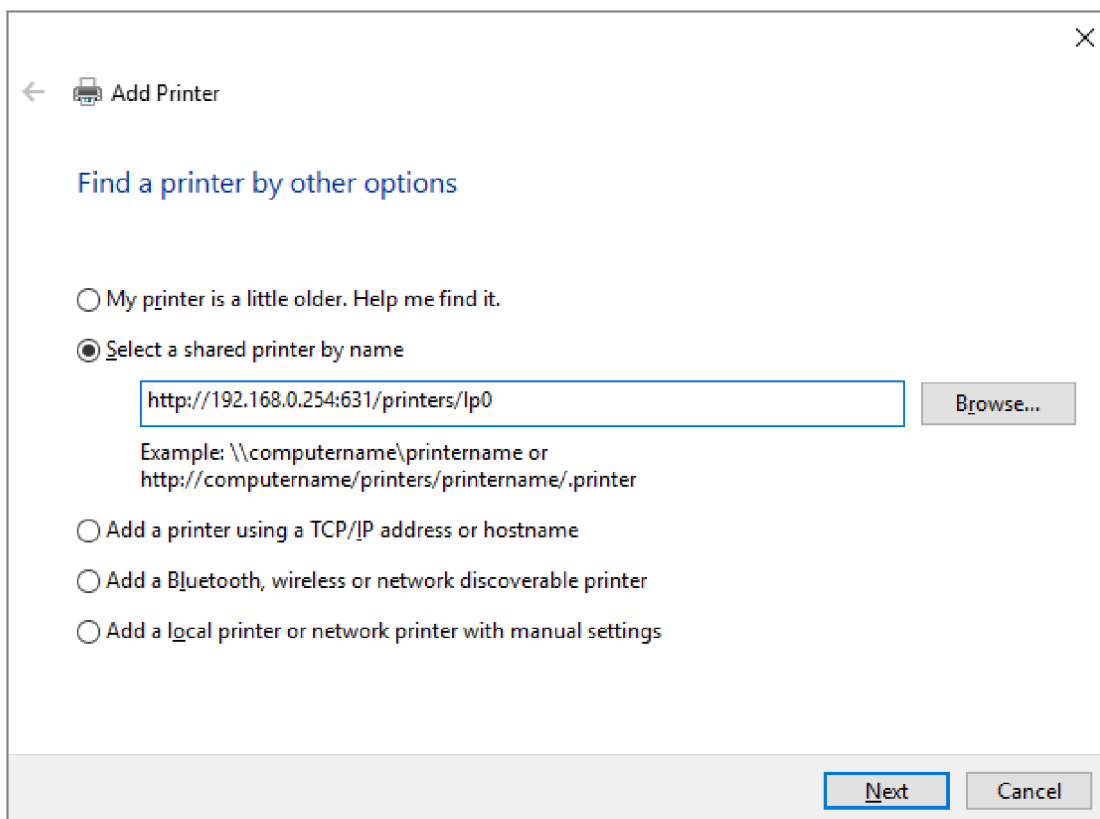 Add Printer
Find a printer by other options
My printer is a little older. Help me find it.
Select a shared printer by name
http://192.168.0.254:631/printers/lp0
Browse...
Example: \\computername\printername or
http://computername/printers/printername/.printer
Add a printer using a TCP/IP address or hostname
Add a Bluetooth, wireless or network discoverable printer
Add a local printer or network printer with manual settings
Next
Cancel